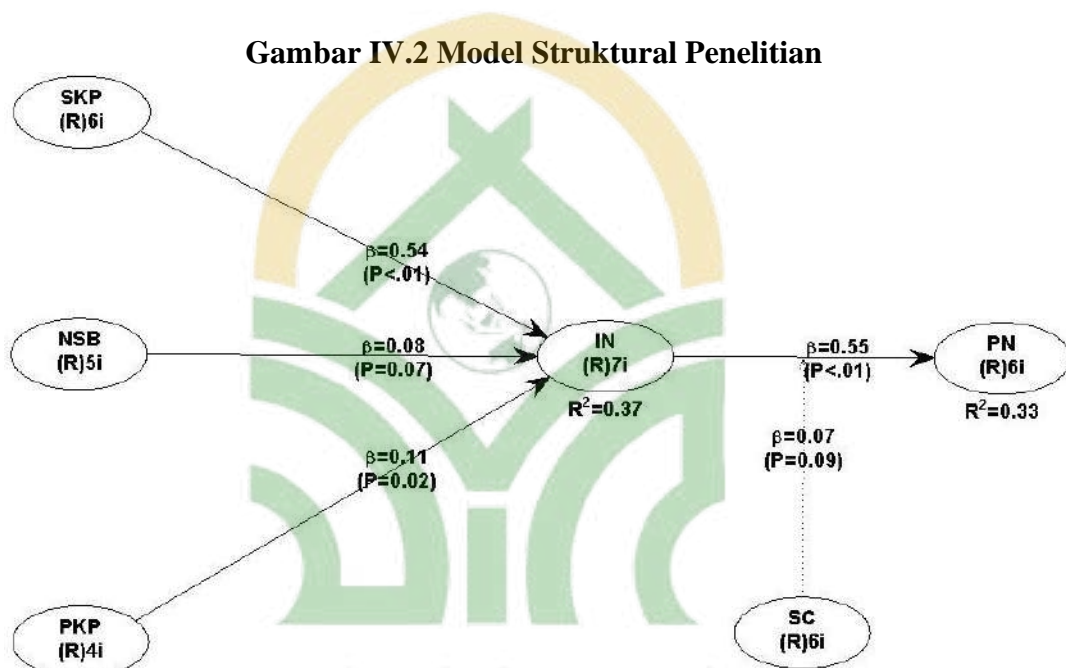 Gambar IV.2 Model Struktural Penelitian
SKP
(R)6i
β=0.54
(P<.01)
NSB
(R)5i
β=0.08
(P=0.07)
IN
(R)7i
R²=0.37
β=0.55
(P<.01)
PN
(R)6i
R²=0.33
β=0.11
(P=0.02)
β=0.07
(P=0.09)
PKP
(R)4i
SC
(R)6i